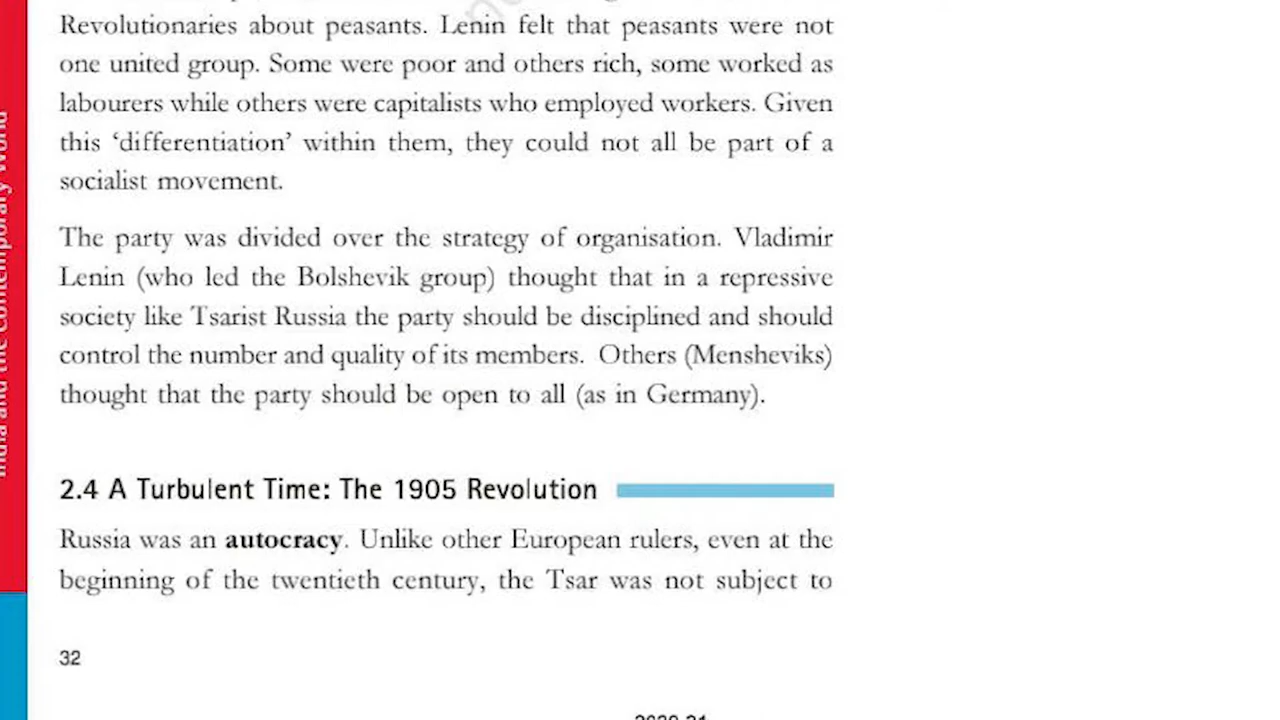 Revolutionaries about peasants. Lenin felt that peasants were not
one united group. Some were poor and others rich, some worked as
labourers while others were capitalists who employed workers. Given
this ‘differentiation’ within them, they could not all be part of a
socialist movement.
The party was divided over the strategy of organisation. Vladimir
Lenin (who led the Bolshevik group) thought that in a repressive
society like Tsarist Russia the party should be disciplined and should
control the number and quality of its members. Others (Mensheviks)
thought that the party should be open to all (as in Germany).
2.4 A Turbulent Time: The 1905 Revolution
Russia was an autocracy. Unlike other European rulers, even at the
beginning of the twentieth century, the Tsar was not subject to
32
India and the Contemporary World